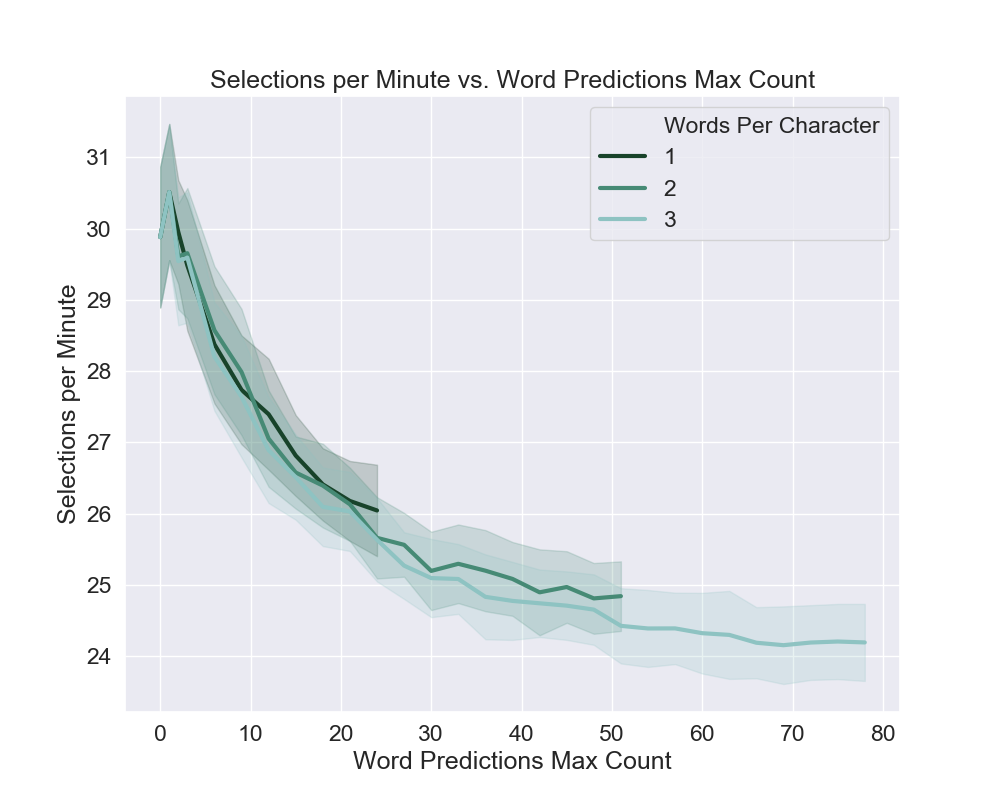 Selections per Minute vs. Word Predictions Max Count
Words Per Character
1
2
3
31
30
29
28
27
26
25
24
Selections per Minute
0 10 20 30 40 50 60 70 80
Word Predictions Max Count